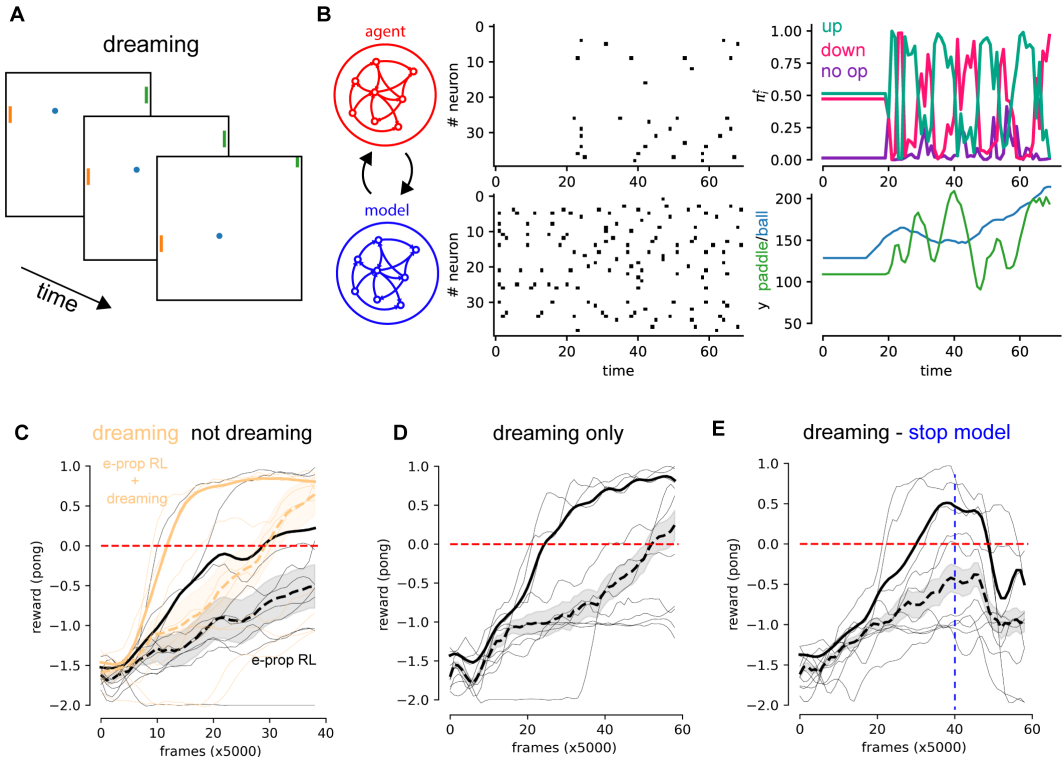 A
dreaming
time
B
agent
model
# neuron
0
10
20
30
0
20
40
60
# neuron
0
10
20
30
0
20
40
60
time
up
down
no op
π_i^t
1.00
0.75
0.50
0.25
0.00
0
20
40
60
y paddle/ball
200
150
100
50
0
20
40
60
time
C
dreaming not dreaming
e-prop RL
+
dreaming
e-prop RL
reward (pong)
1.0
0.5
0.0
−0.5
−1.0
−1.5
−2.0
0
10
20
30
40
frames (x5000)
D
dreaming only
reward (pong)
1.0
0.5
0.0
−0.5
−1.0
−1.5
−2.0
0
20
40
60
frames (x5000)
E
dreaming - stop model
reward (pong)
1.0
0.5
0.0
−0.5
−1.0
−1.5
−2.0
0
20
40
60
frames (x5000)